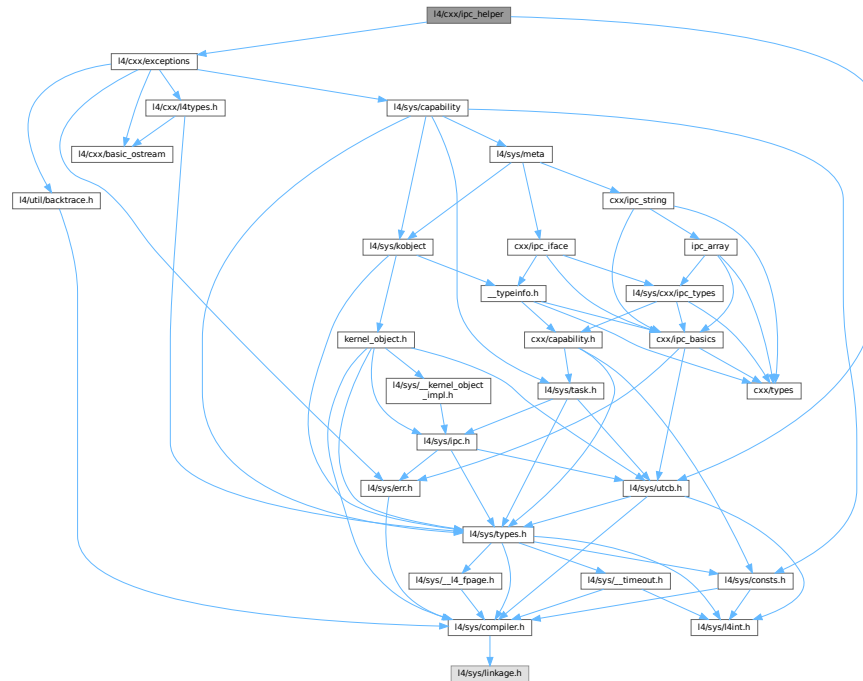 l4/cxx/ipc_helper
l4/cxx/exceptions
l4/cxx/l4types.h
l4/sys/capability
l4/cxx/basic_ostream
l4/sys/meta
l4/util/backtrace.h
cxx/ipc_string
l4/sys/kobject
cxx/ipc_iface
ipc_array
__typeinfo.h
l4/sys/cxx/ipc_types
kernel_object.h
cxx/capability.h
cxx/ipc_basics
l4/sys/__kernel_object
_impl.h
l4/sys/task.h
cxx/types
l4/sys/ipc.h
l4/sys/err.h
l4/sys/utcb.h
l4/sys/types.h
l4/sys/__l4_fpage.h
l4/sys/__timeout.h
l4/sys/consts.h
l4/sys/compiler.h
l4/sys/l4int.h
l4/sys/linkage.h